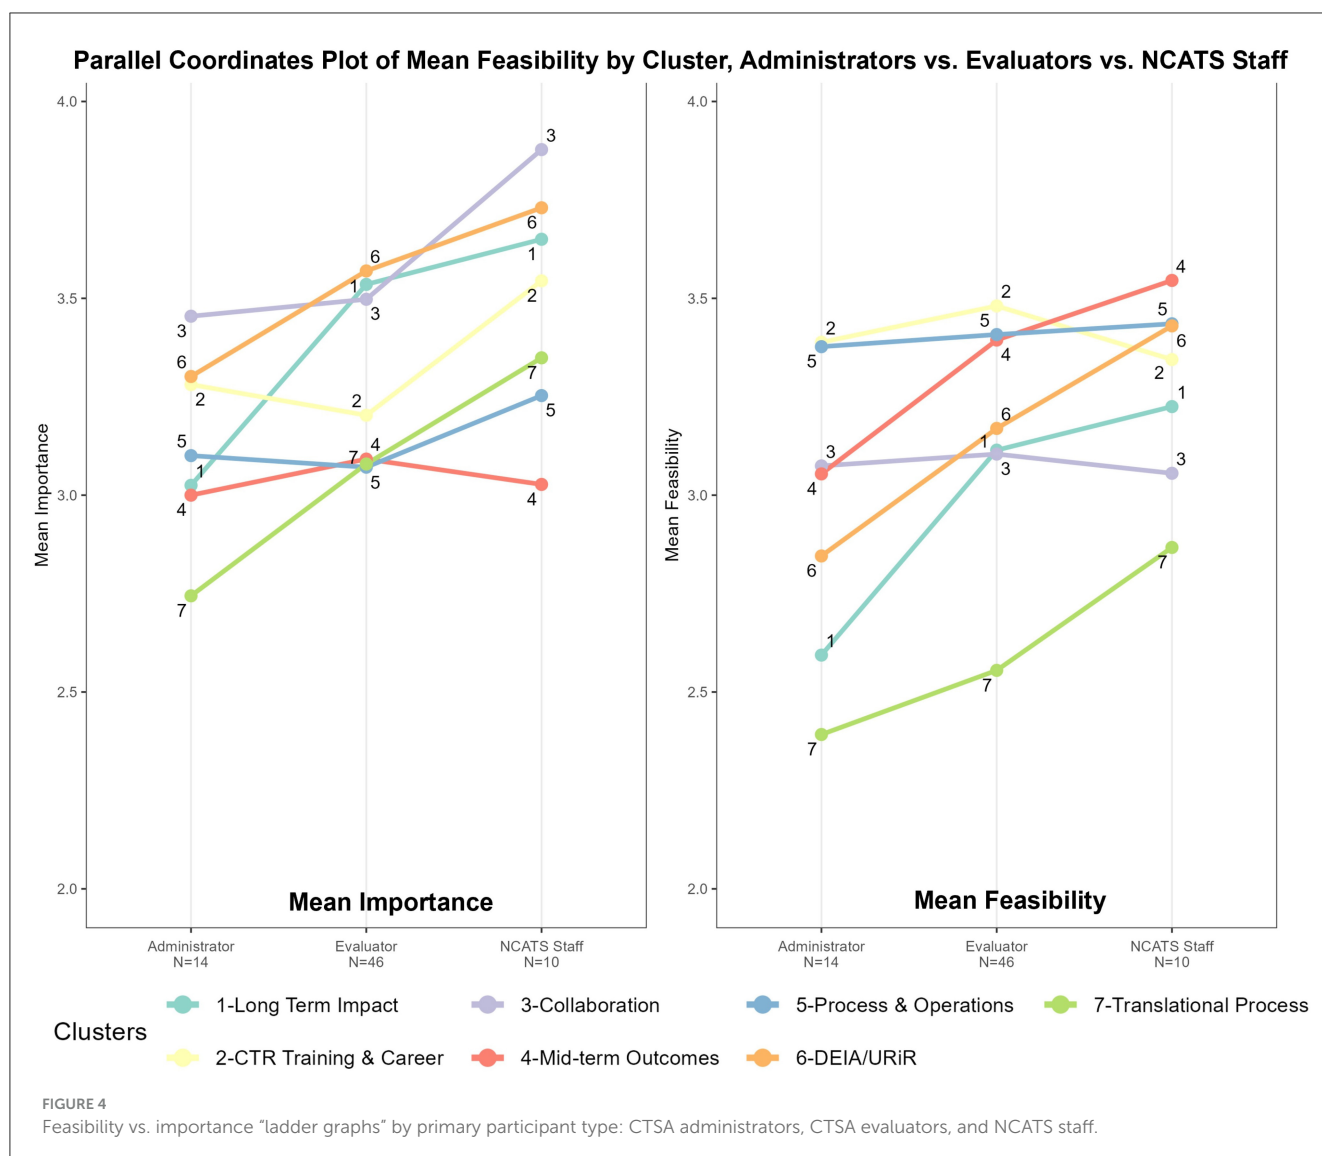 Parallel Coordinates Plot of Mean Feasibility by Cluster, Administrators vs. Evaluators vs. NCATS Staff
4.0
3.5
3.0
2.5
2.0
Mean Importance
3
6
2
5
1
4
7
6
1
3
2
4
7
5
3
6
1
2
7
5
4
Mean Importance
Administrator
N=14
Evaluator
N=46
NCATS Staff
N=10
4.0
3.5
3.0
2.5
2.0
Mean Feasibility
2
5
3
4
6
1
7
2
5
4
6
1
3
7
4
5
6
2
1
3
7
Mean Feasibility
Administrator
N=14
Evaluator
N=46
NCATS Staff
N=10
Clusters
1-Long Term Impact
3-Collaboration
5-Process & Operations
7-Translational Process
2-CTR Training & Career
4-Mid-term Outcomes
6-DEIA/URiR
FIGURE 4
Feasibility vs. importance “ladder graphs” by primary participant type: CTSA administrators, CTSA evaluators, and NCATS staff.